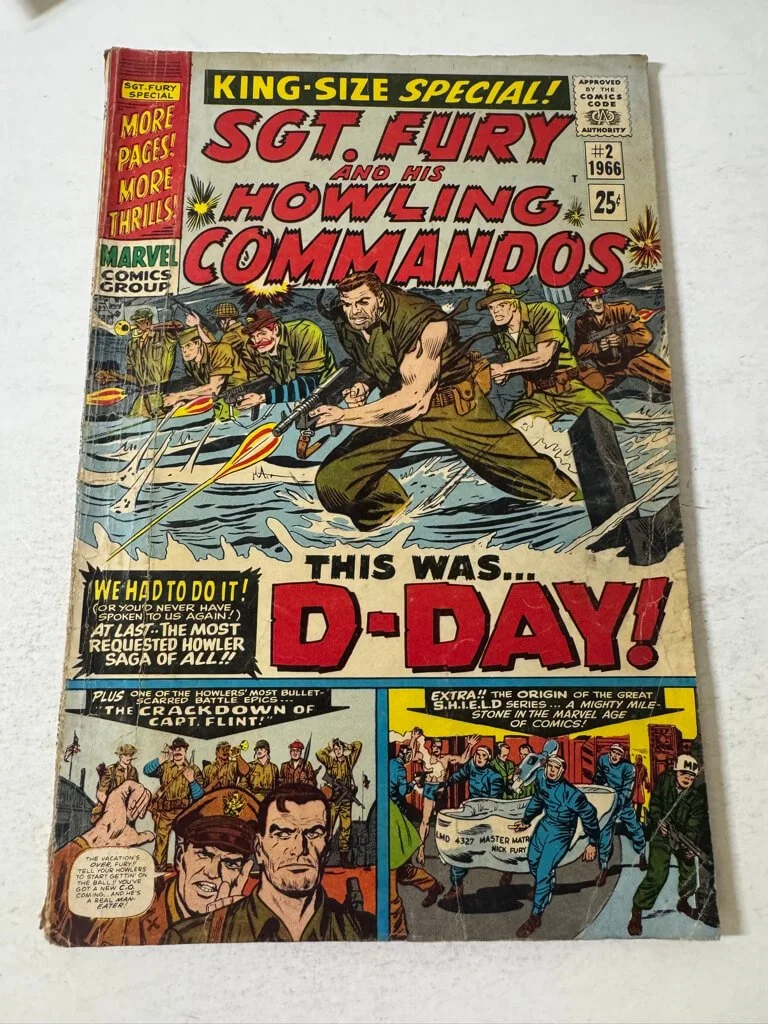 SGT. FURY
SPECIAL
MORE
PAGES!
MORE
THRILLS!
MARVEL
COMICS
GROUP
KING-SIZE SPECIAL!
APPROVED
BY THE
COMICS
CODE
CA
AUTHORITY
#2
1966
25¢
SGT. FURY
AND HIS
HOWLING
COMMANDOS
T
WE HAD TO DO IT!
(OR YOU'D NEVER HAVE
SPOKEN TO US AGAIN!)
AT LAST--THE MOST
REQUESTED HOWLER
SAGA OF ALL!!
THIS WAS...
D-DAY!
PLUS ONE OF THE HOWLERS' MOST BULLET-
SCARRED BATTLE EPICS...
"THE CRACKDOWN OF
CAPT. FLINT!"
THE VACATION'S
OVER, FURY!
TELL YOUR HOWLERS
TO START GETTIN' ON
THE BALL!! YOU'VE
GOT A NEW C.O.
COMING... AND HE'S
A REAL MAN-
EATER!
EXTRA!! THE ORIGIN OF THE GREAT
S.H.I.E.L.D SERIES... A MIGHTY MILE-
STONE IN THE MARVEL AGE
OF COMICS!
LMD 4327 MASTER MATR
NICK FURY
MP